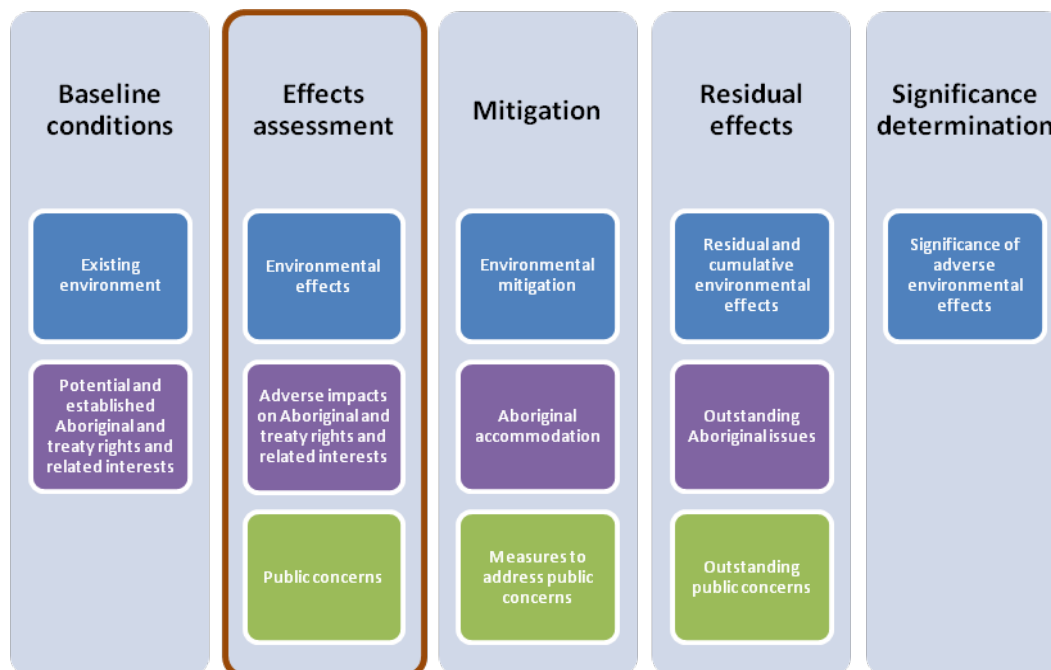 Baseline
conditions
Effects
assessment
Mitigation
Residual
effects
Significance
determination
Existing
environment
Environmental
effects
Environmental
mitigation
Residual and
cumulative
environmental
effects
Significance of
adverse
environmental
effects
Potential and
established
Aboriginal and
treaty rights and
related interests
Adverse impacts
on Aboriginal and
treaty rights and
related interests
Aboriginal
accommodation
Outstanding
Aboriginal issues
Public concerns
Measures to
address public
concerns
Outstanding
public concerns